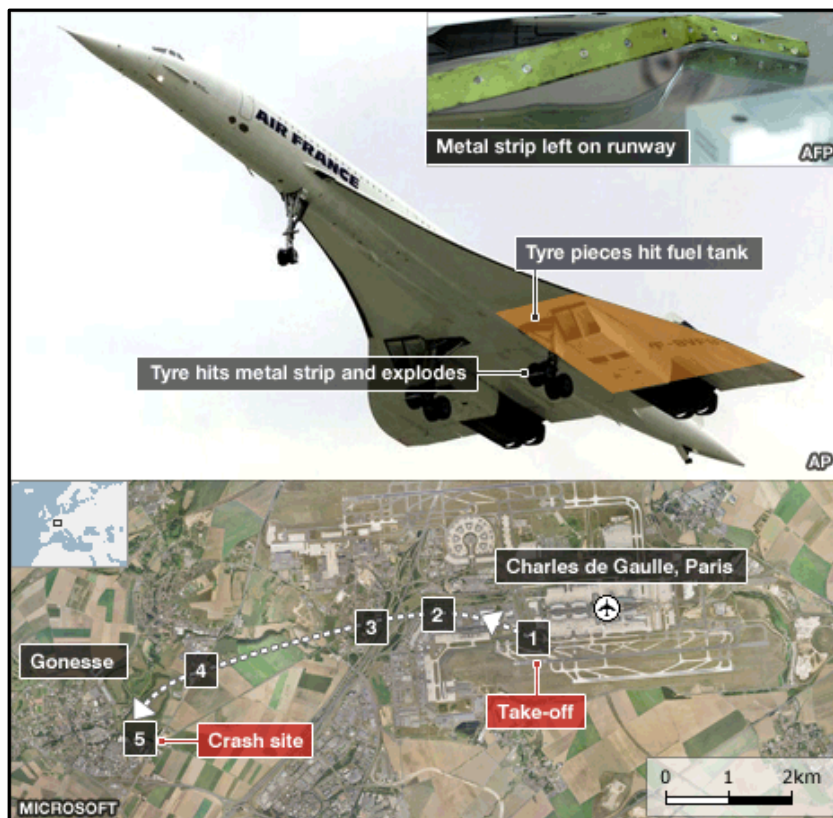 AIR FRANCE
Metal strip left on runway
AFP
Tyre pieces hit fuel tank
Tyre hits metal strip and explodes
AP
Charles de Gaulle, Paris
2
3
1
Gonesse
4
Take-off
5
Crash site
0 1 2km
MICROSOFT